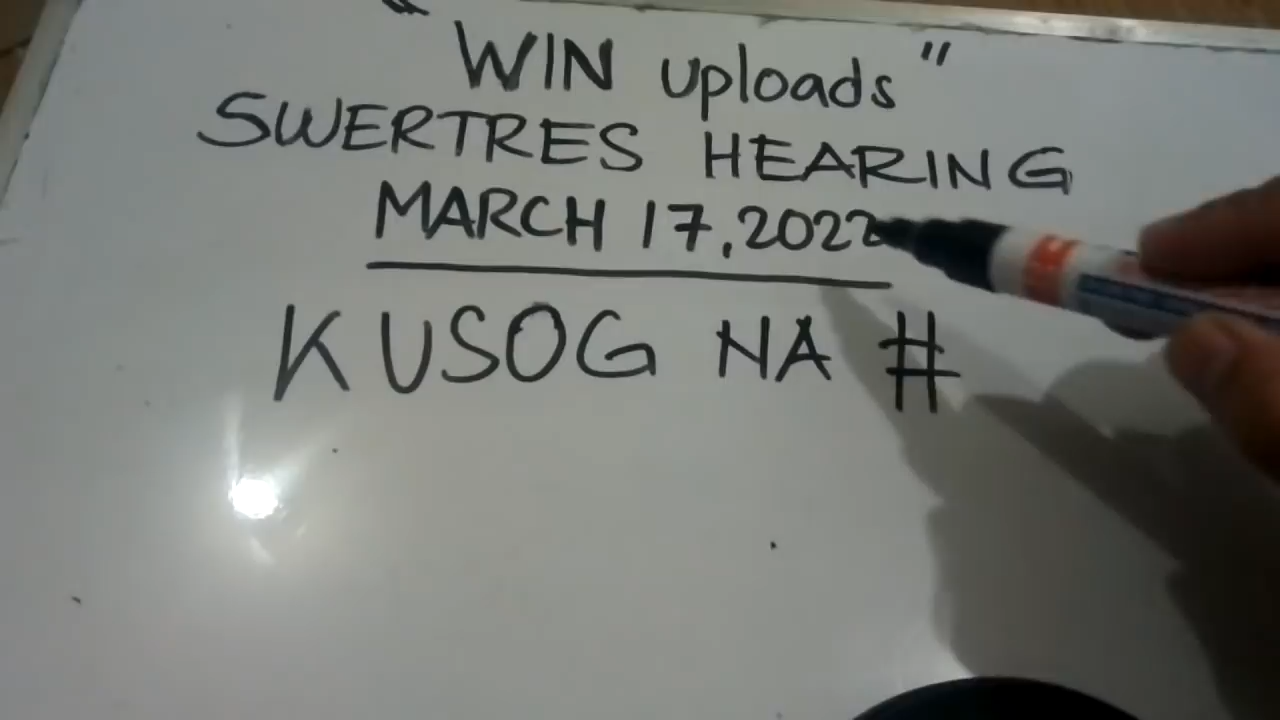 "WIN uploads"
SWERTRES HEARING
MARCH 17, 2022
KUSOG NA #